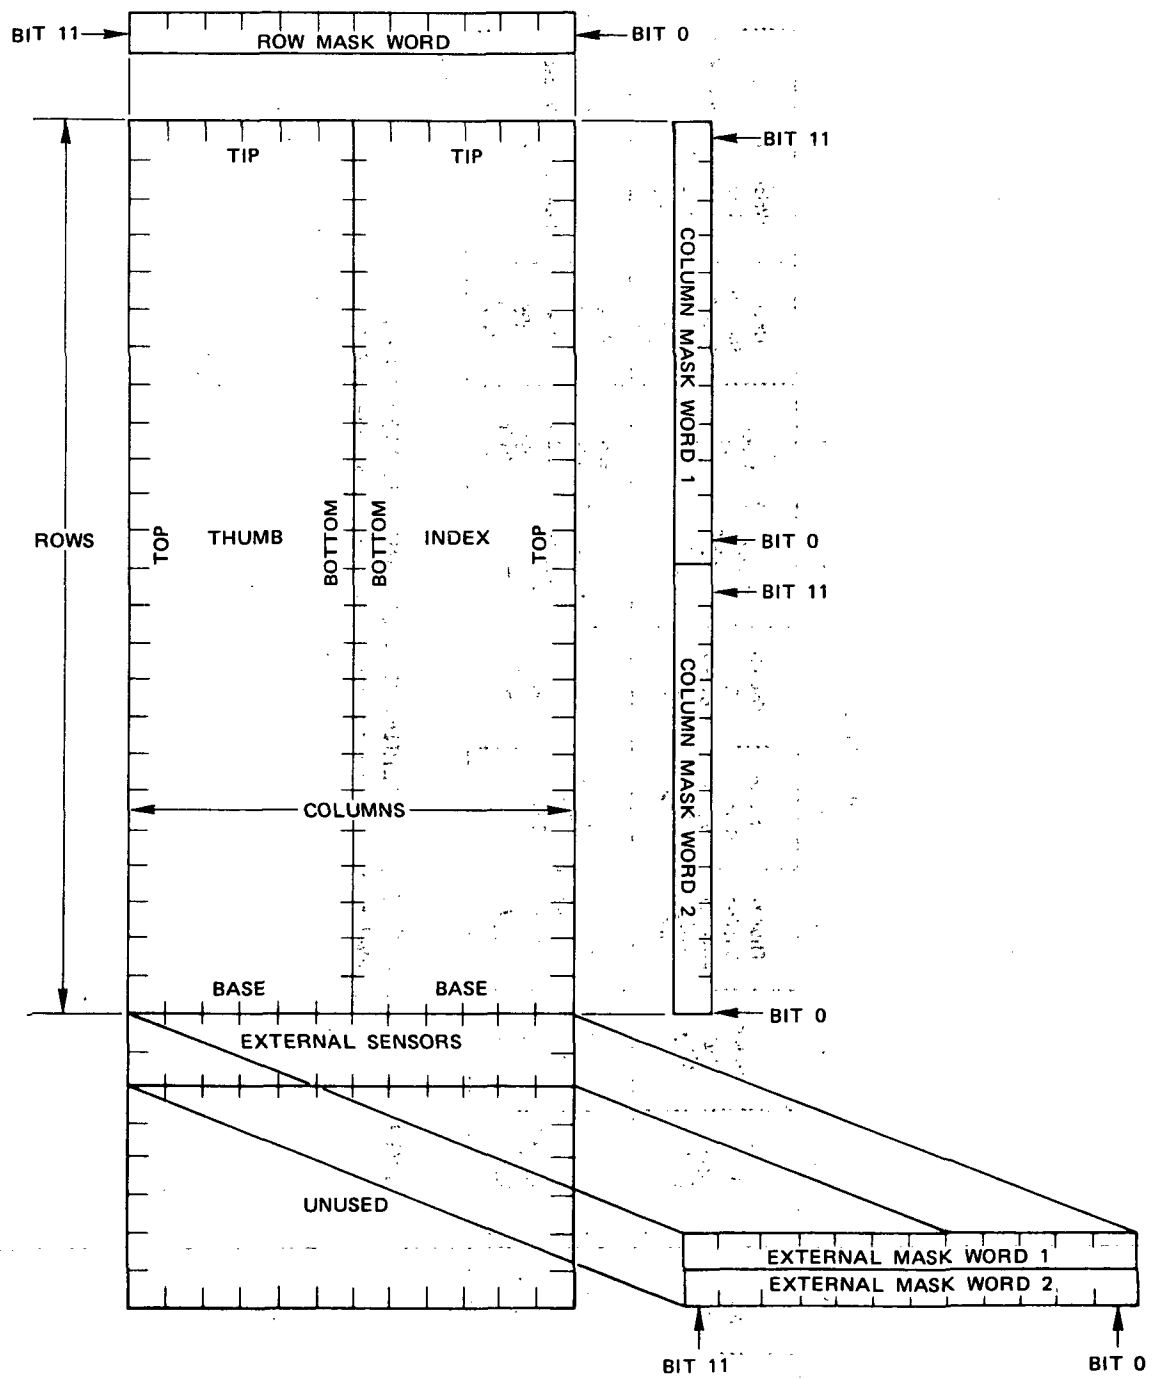 BIT 11
ROW MASK WORD
BIT 0
TIP
TIP
BIT 11
COLUMN MASK WORD 1
ROWS
TOP
THUMB
BOTTOM
BOTTOM
INDEX
TOP
BIT 0
BIT 11
COLUMN MASK WORD 2
COLUMNS
BASE
BASE
BIT 0
EXTERNAL SENSORS
UNUSED
EXTERNAL MASK WORD 1
EXTERNAL MASK WORD 2
BIT 11
BIT 0